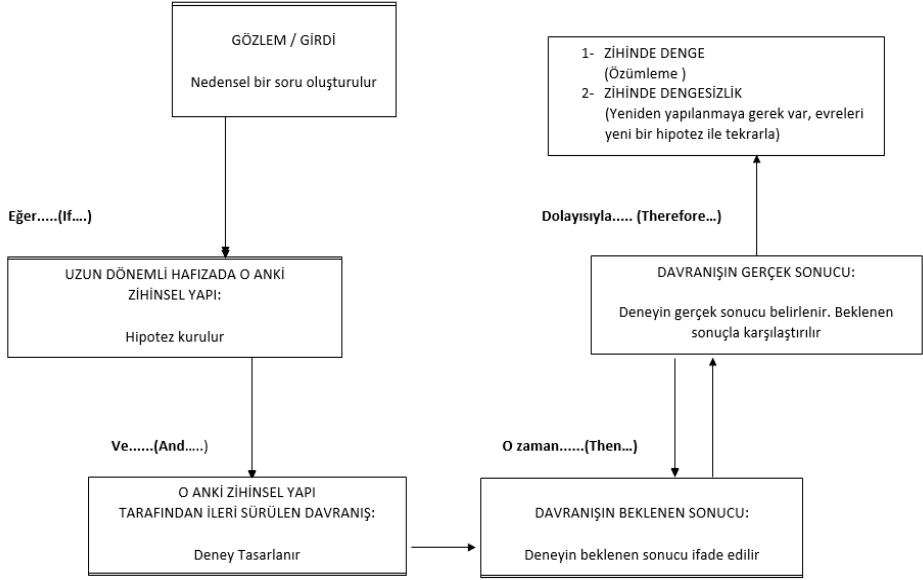 GÖZLEM / GİRDİ
Nedensel bir soru oluşturulur
Eğer.....(If....)
UZUN DÖNEMLİ HAFIZADA O ANKİ
ZİHİNSEL YAPI:
Hipotez kurulur
Ve......(And.....)
O ANKİ ZİHİNSEL YAPI
TARAFINDAN İLERİ SÜRÜLEN DAVRANIŞ:
Deney Tasarlanır
O zaman......(Then...)
DAVRANIŞIN BEKLENEN SONUCU:
Deneyin beklenen sonucu ifade edilir
DAVRANIŞIN GERÇEK SONUCU:
Deneyin gerçek sonucu belirlenir. Beklenen
sonuçla karşılaştırılır
Dolayısıyla..... (Therefore...)
1- ZİHİNDE DENGE
(Özümleme )
2- ZİHİNDE DENGESİZLİK
(Yeniden yapılanmaya gerek var, evreleri
yeni bir hipotez ile tekrarla)